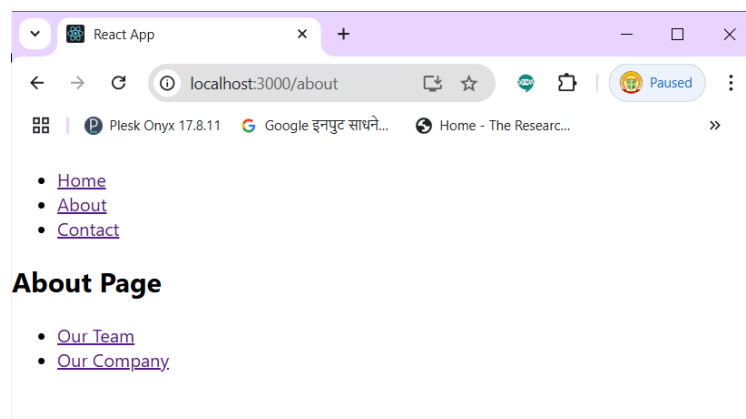 React App
localhost:3000/about
Paused
Plesk Onyx 17.8.11 Google इनपुट साधने... Home - The Researc...
Home
About
Contact
About Page
Our Team
Our Company